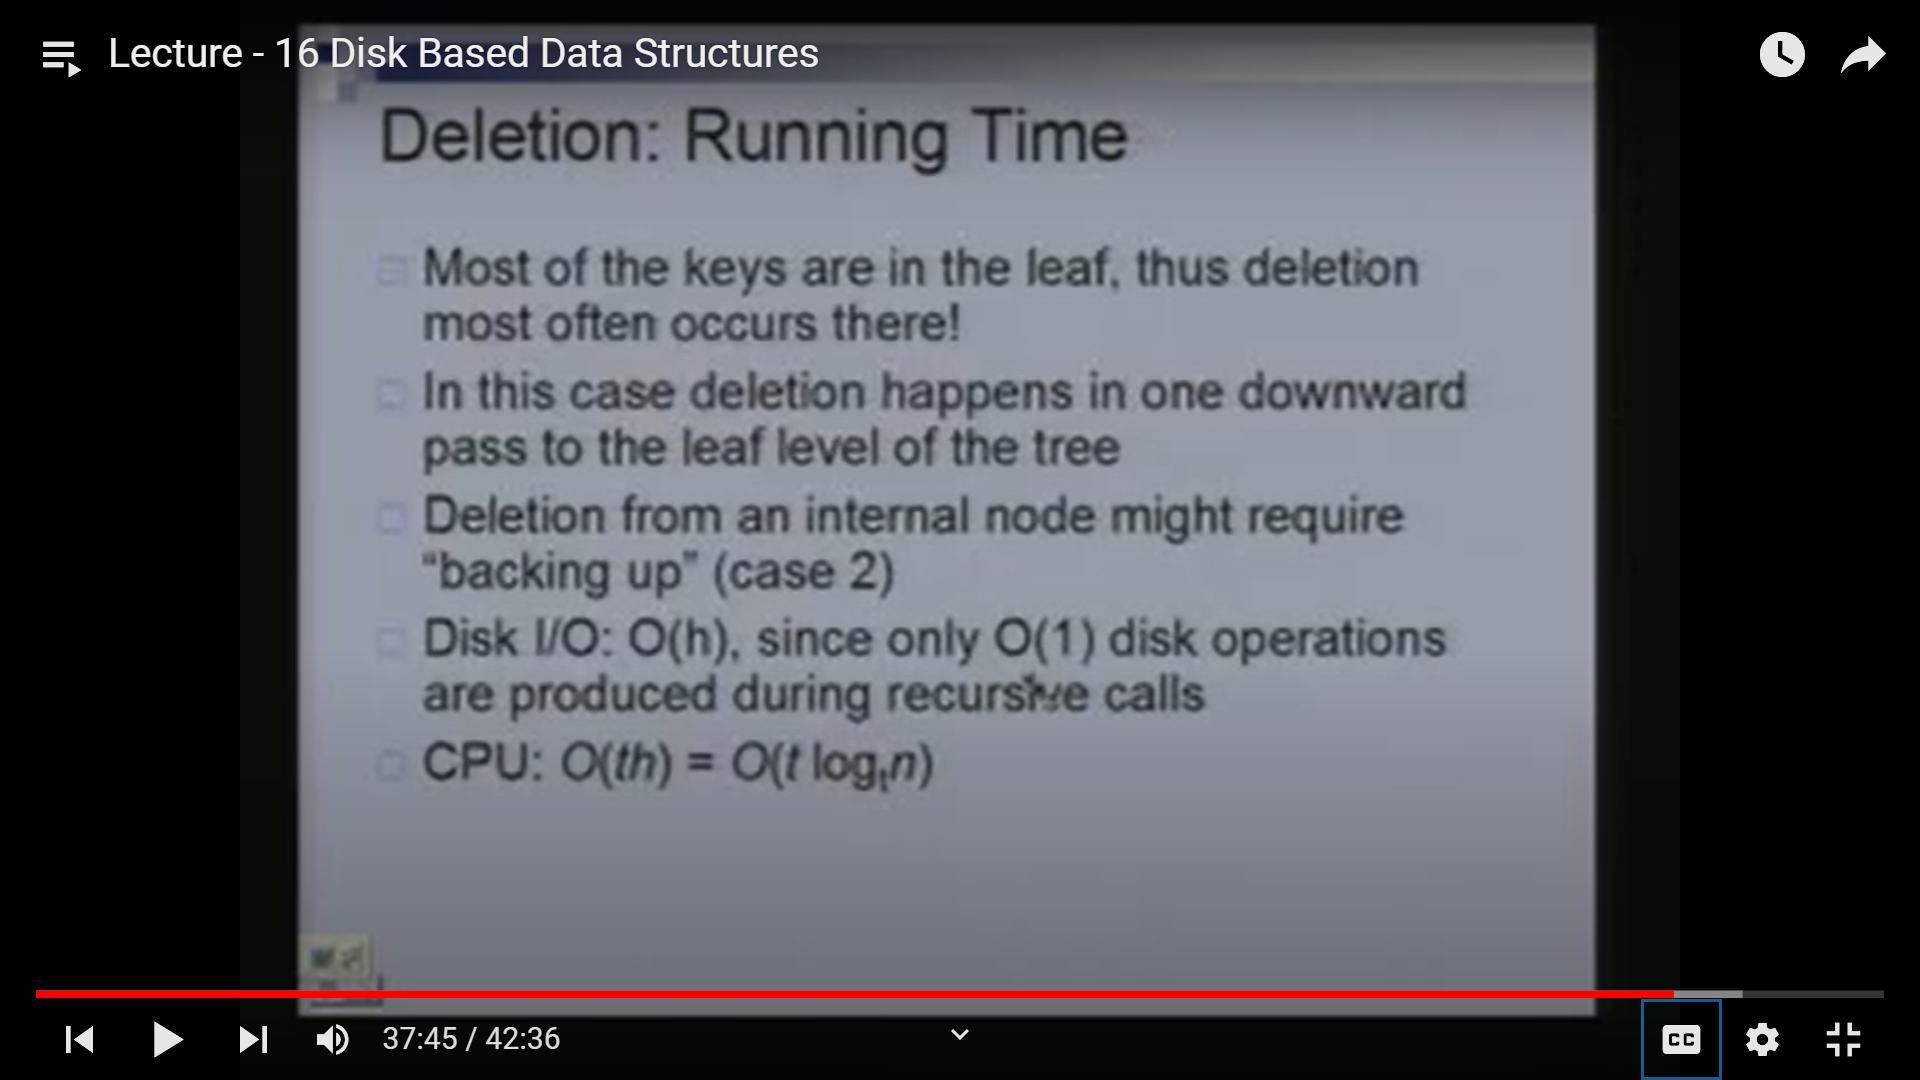 Lecture - 16 Disk Based Data Structures
Deletion: Running Time
Most of the keys are in the leaf, thus deletion
most often occurs there!
In this case deletion happens in one downward
pass to the leaf level of the tree
Deletion from an internal node might require
“backing up” (case 2)
Disk I/O: O(h), since only O(1) disk operations
are produced during recursive calls
CPU: O(th) = O(t logₜn)
37:45 / 42:36
CC